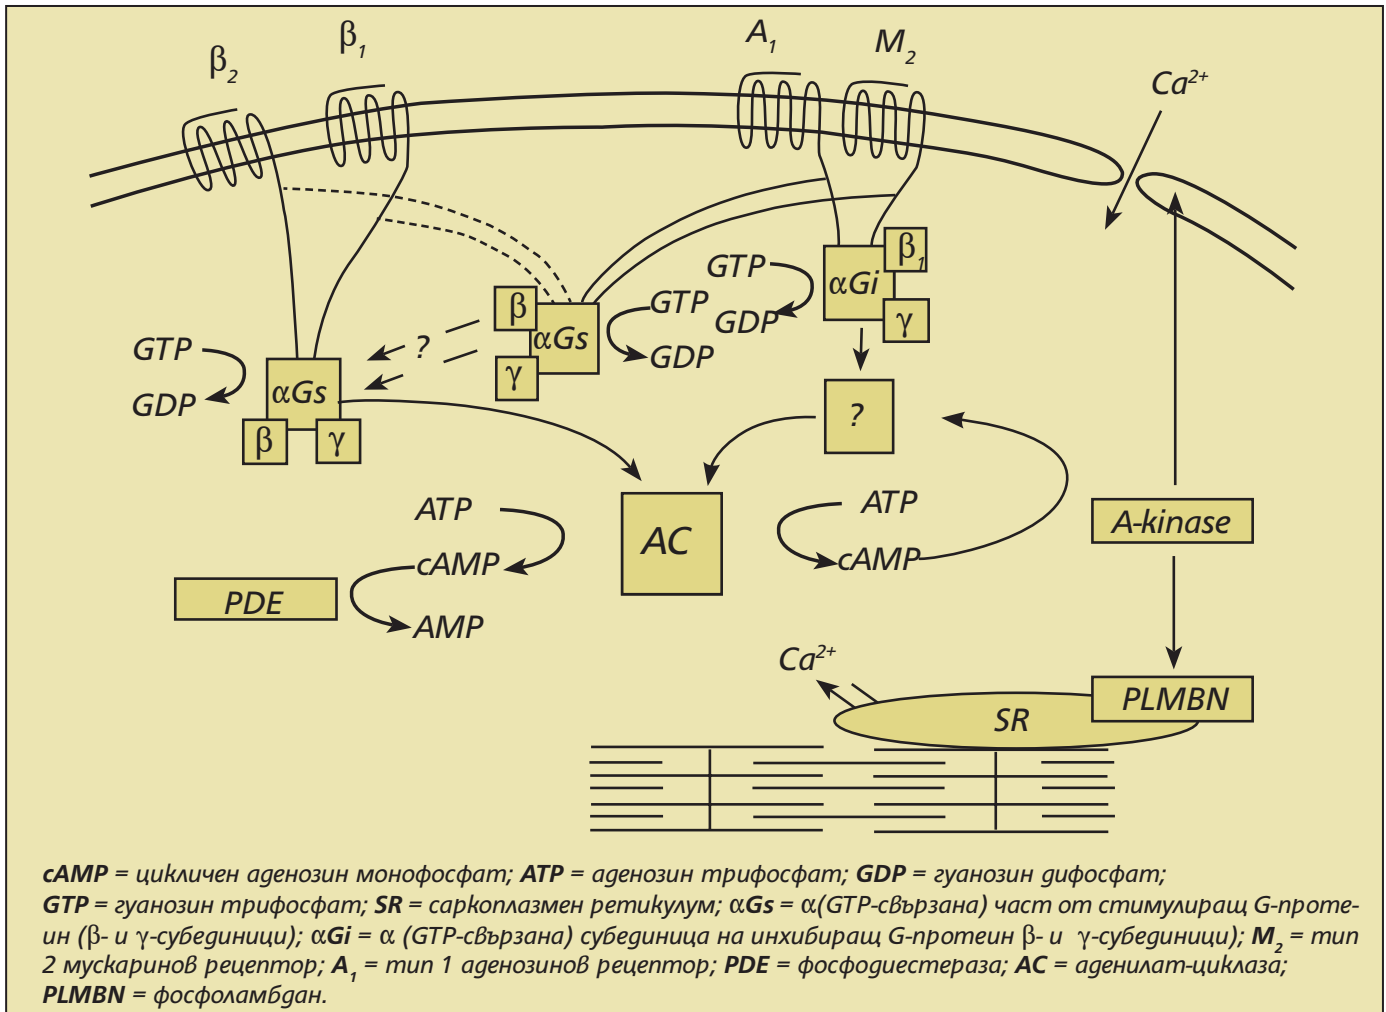 β2
β1
A1
M2
Ca2+
GTP
GDP
αGs
β
γ
?
β
αGs
γ
GTP
GDP
GTP
GDP
αGi
β1
γ
?
ATP
cAMP
AMP
PDE
AC
ATP
cAMP
A-kinase
Ca2+
SR
PLMBN
cAMP = цикличен аденозин монофосфат; ATP = аденозин трифосфат; GDP = гуанозин дифосфат;
GTP = гуанозин трифосфат; SR = саркоплазмен ретикулум; αGs = α(GTP-свързана) част от стимулиращ G-проте-
ин (β- и γ-субединици); αGi = α (GTP-свързана) субединица на инхибиращ G-протеин β- и γ-субединици); M2 = тип
2 мускаринов рецептор; A1 = тип 1 аденозинов рецептор; PDE = фосфодиестераза; AC = аденилат-циклаза;
PLMBN = фосфоламбдан.